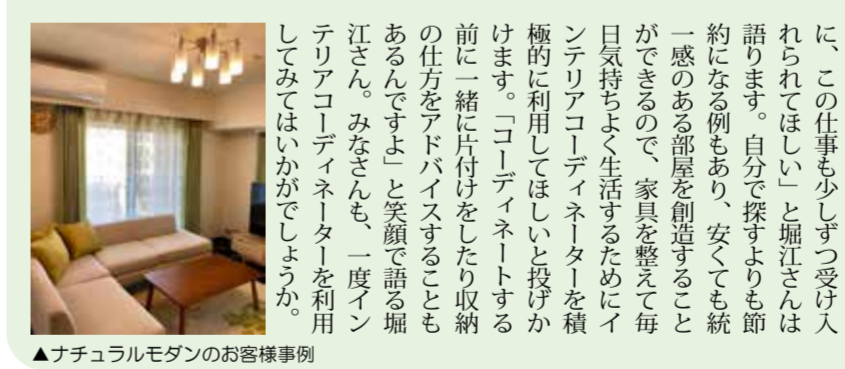 に、この仕事も少しずつ受け入
れられてほしい」と堀江さんは
語ります。自分で探すよりも節
約になる例もあり、安くても統
一感のある部屋を創造すること
ができるので、家具を整えて毎
日気持ちよく生活するためにイ
ンテリアコーディネーターを積
極的に利用してほしいと投げか
けます。「コーディネートする
前に一緒に片付けをしたり収納
の仕方をアドバイスすることも
あるんですよ」と笑顔で語る堀
江さん。みなさんも、一度イン
テリアコーディネーターを利用
してみてはいかがでしょうか。
▲ナチュラルモダンのお客様事例